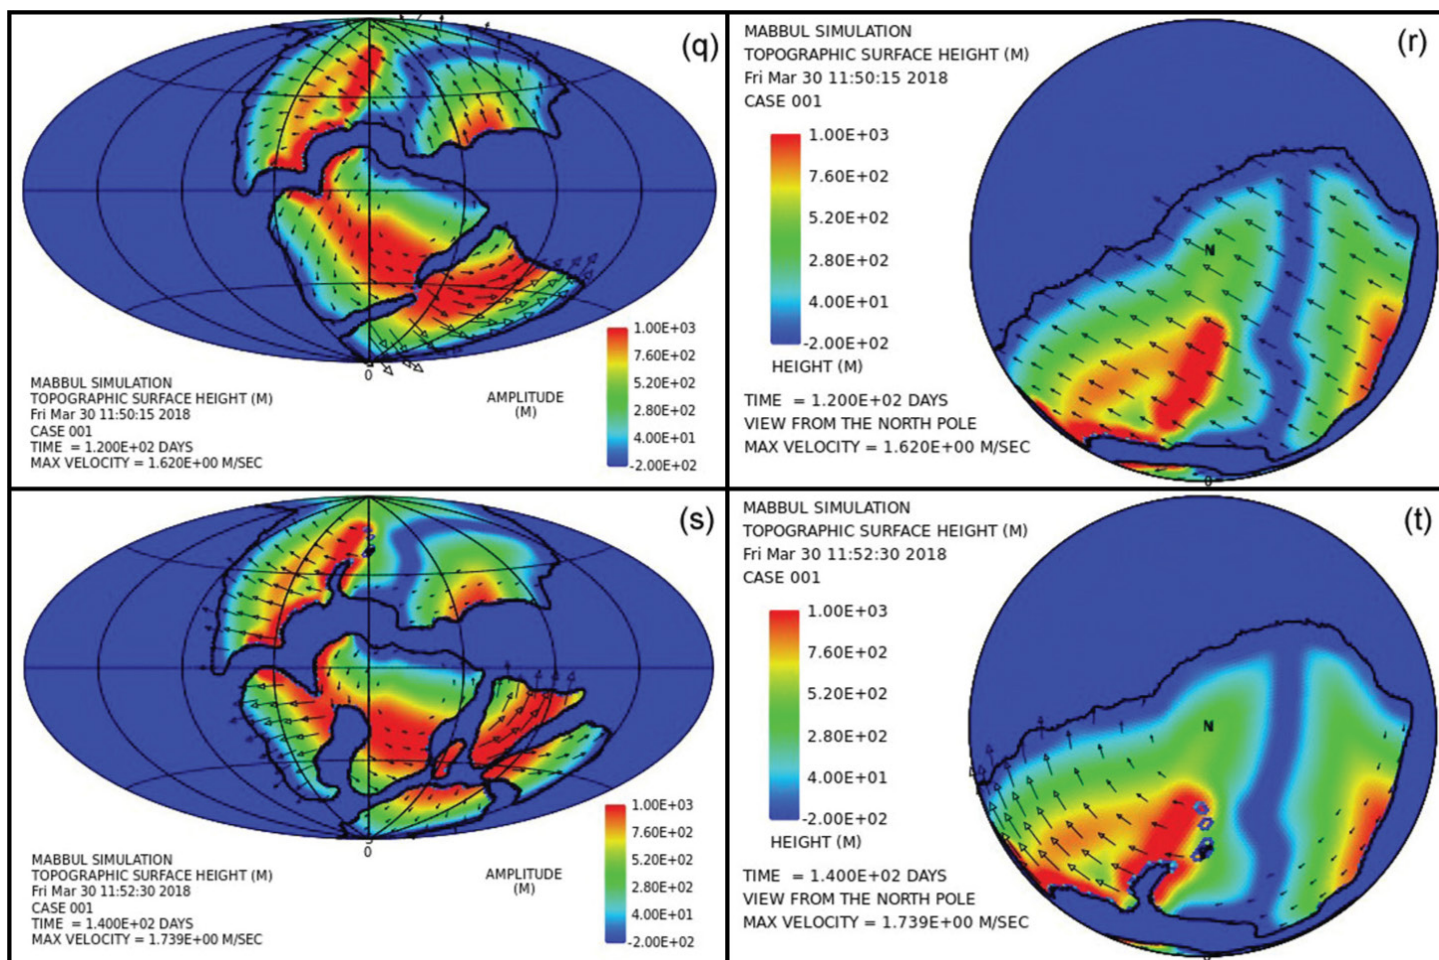 (q)
1.00E+03
7.60E+02
5.20E+02
2.80E+02
4.00E+01
-2.00E+02
0
AMPLITUDE
(M)
MABBUL SIMULATION
TOPOGRAPHIC SURFACE HEIGHT (M)
Fri Mar 30 11:50:15 2018
CASE 001
TIME = 1.200E+02 DAYS
MAX VELOCITY = 1.620E+00 M/SEC
MABBUL SIMULATION
TOPOGRAPHIC SURFACE HEIGHT (M)
Fri Mar 30 11:50:15 2018
CASE 001
(r)
1.00E+03
7.60E+02
5.20E+02
2.80E+02
4.00E+01
-2.00E+02
HEIGHT (M)
N
TIME = 1.200E+02 DAYS
VIEW FROM THE NORTH POLE
MAX VELOCITY = 1.620E+00 M/SEC
0
(s)
0
1.00E+03
7.60E+02
5.20E+02
2.80E+02
4.00E+01
-2.00E+02
AMPLITUDE
(M)
MABBUL SIMULATION
TOPOGRAPHIC SURFACE HEIGHT (M)
Fri Mar 30 11:52:30 2018
CASE 001
TIME = 1.400E+02 DAYS
MAX VELOCITY = 1.739E+00 M/SEC
MABBUL SIMULATION
TOPOGRAPHIC SURFACE HEIGHT (M)
Fri Mar 30 11:52:30 2018
CASE 001
(t)
1.00E+03
7.60E+02
5.20E+02
2.80E+02
4.00E+01
-2.00E+02
HEIGHT (M)
N
TIME = 1.400E+02 DAYS
VIEW FROM THE NORTH POLE
MAX VELOCITY = 1.739E+00 M/SEC